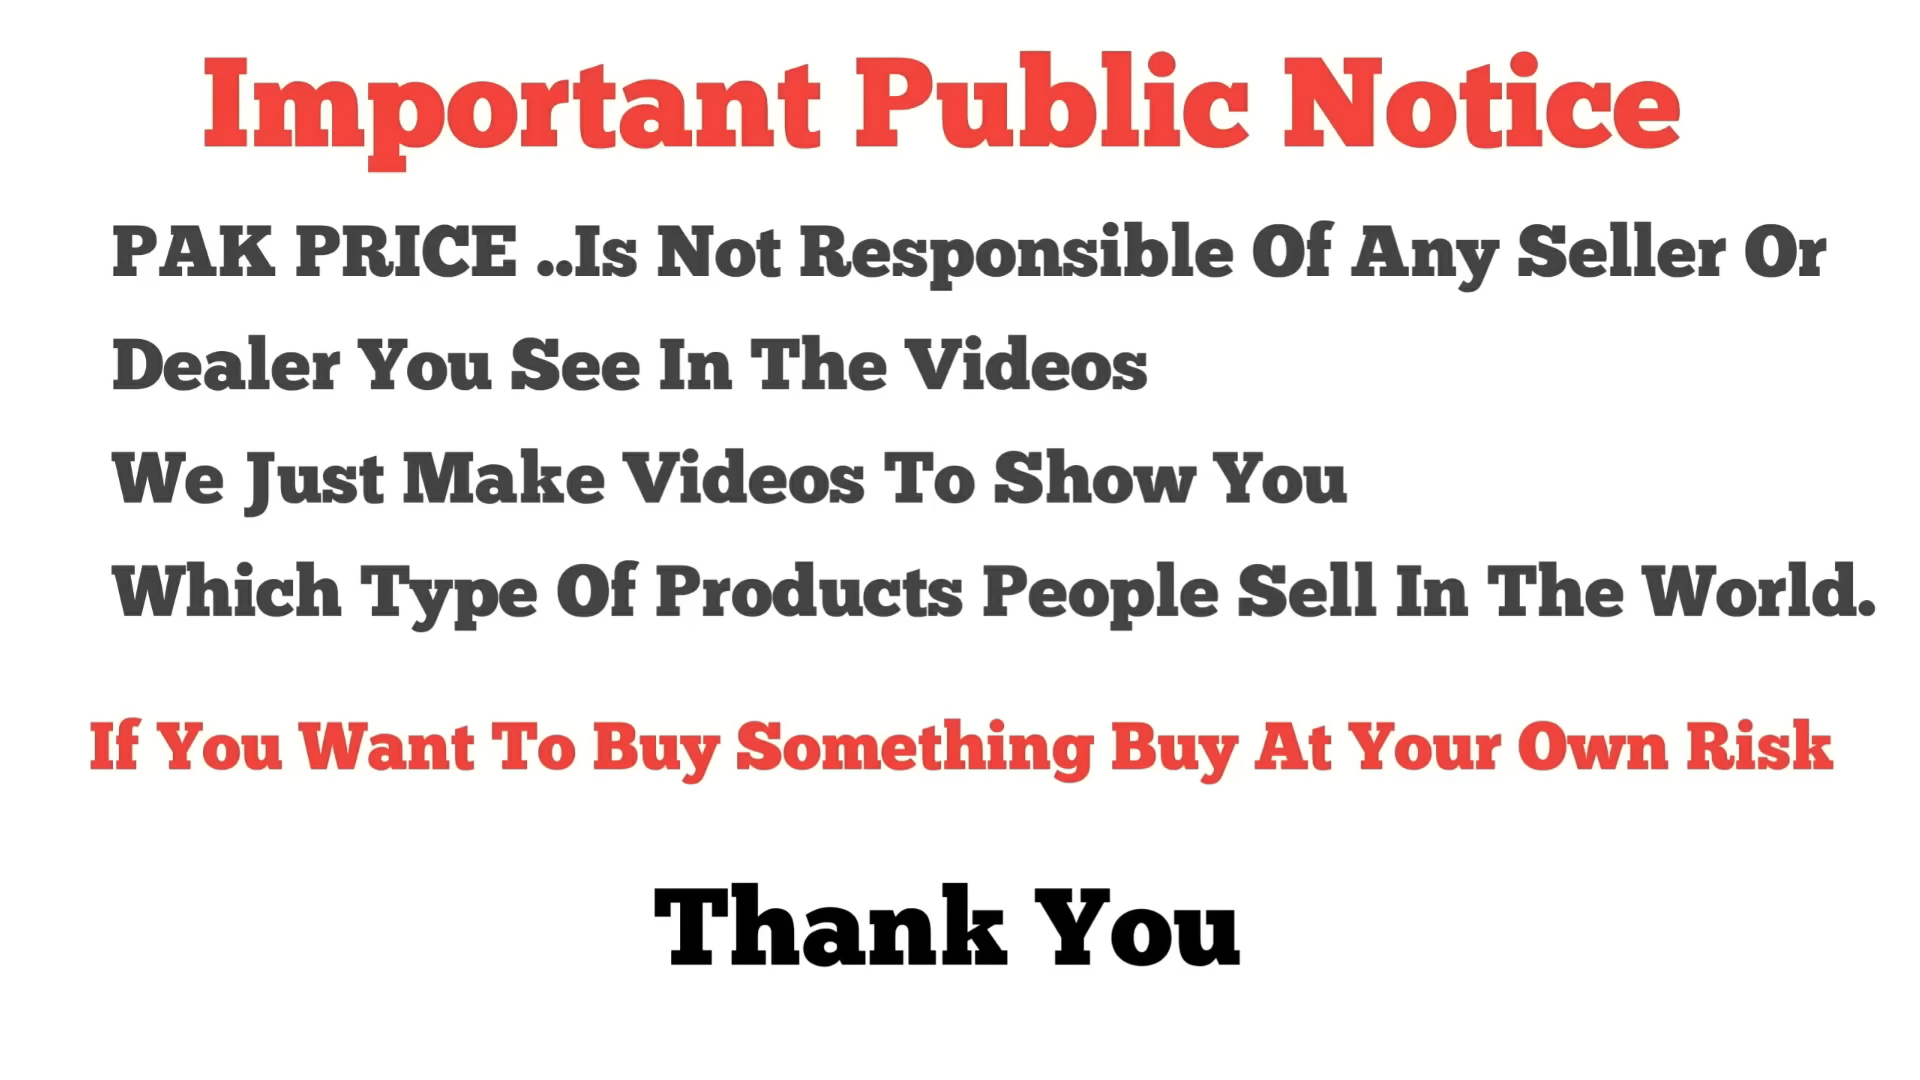 Important Public Notice
PAK PRICE ..Is Not Responsible Of Any Seller Or
Dealer You See In The Videos
We Just Make Videos To Show You
Which Type Of Products People Sell In The World.
If You Want To Buy Something Buy At Your Own Risk
Thank You